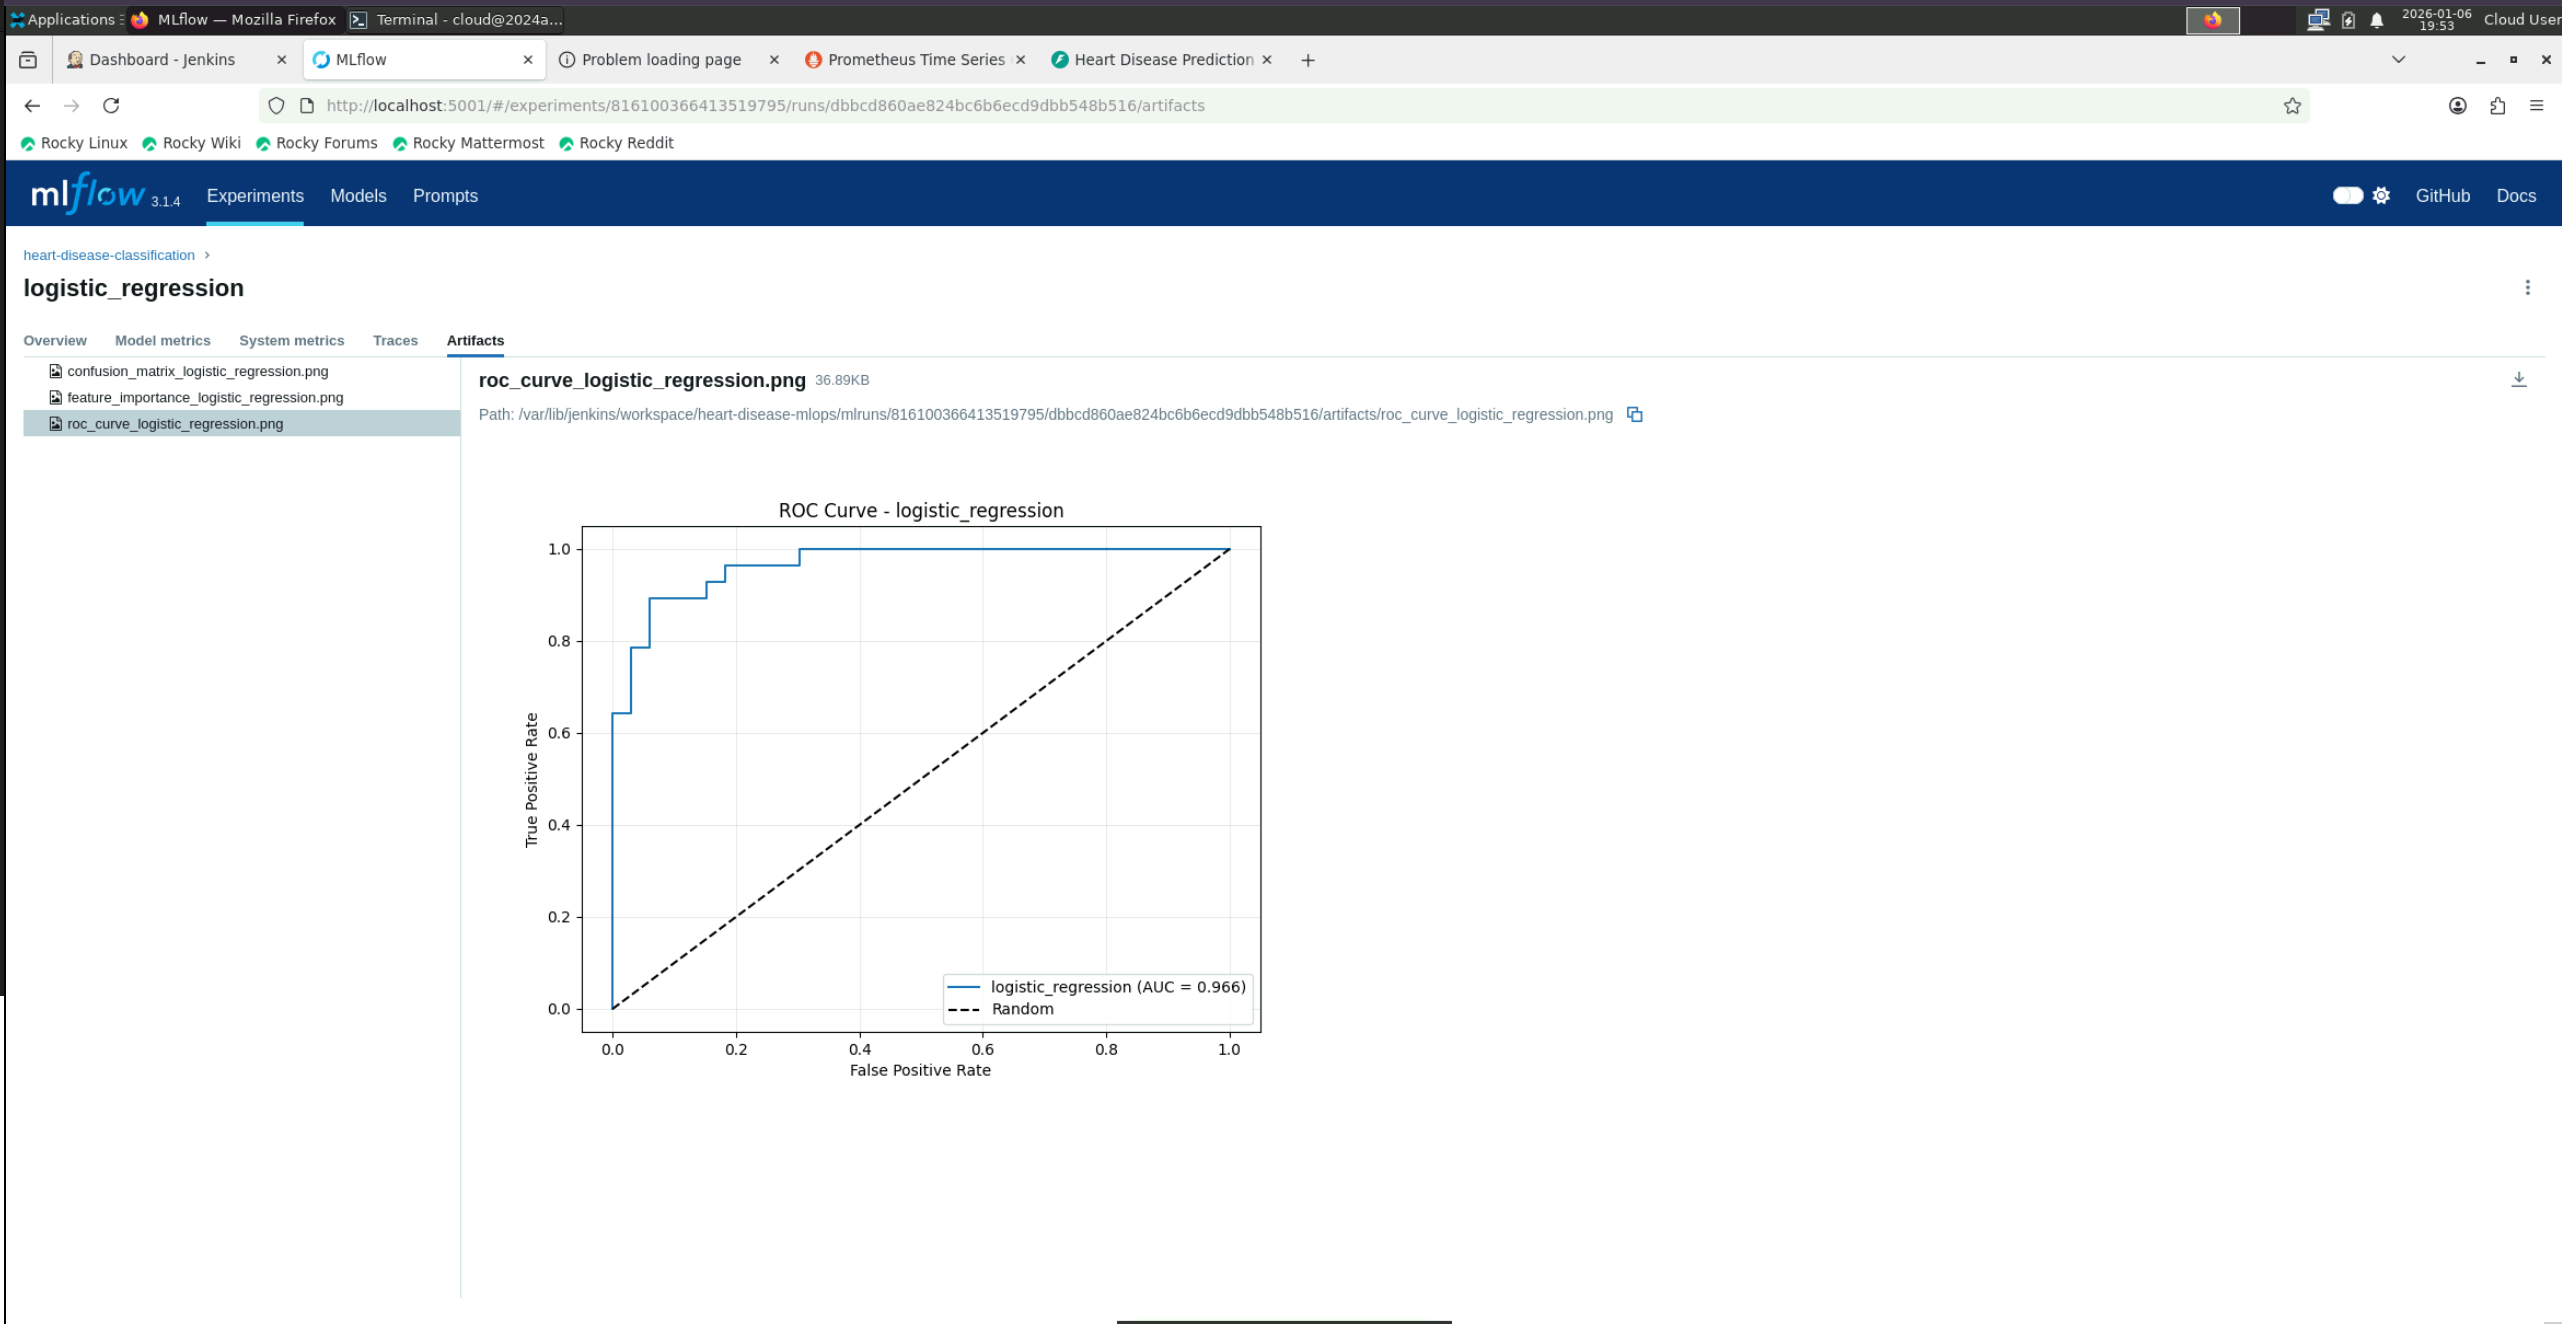 Applications MLflow — Mozilla Firefox Terminal - cloud@2024a... 2026-01-06 19:53 Cloud User
Dashboard - Jenkins MLflow Problem loading page Prometheus Time Series Heart Disease Prediction
http://localhost:5001/#/experiments/816100366413519795/runs/dbbcd860ae824bc6b6ecd9dbb548b516/artifacts
Rocky Linux Rocky Wiki Rocky Forums Rocky Mattermost Rocky Reddit
mlflow 3.1.4 Experiments Models Prompts GitHub Docs
heart-disease-classification
logistic_regression
Overview Model metrics System metrics Traces Artifacts
confusion_matrix_logistic_regression.png
feature_importance_logistic_regression.png
roc_curve_logistic_regression.png
roc_curve_logistic_regression.png 36.89KB
Path: /var/lib/jenkins/workspace/heart-disease-mlops/mlruns/816100366413519795/dbbcd860ae824bc6b6ecd9dbb548b516/artifacts/roc_curve_logistic_regression.png
ROC Curve - logistic_regression
1.0
0.8
0.6
0.4
0.2
0.0
True Positive Rate
logistic_regression (AUC = 0.966)
Random
0.0 0.2 0.4 0.6 0.8 1.0
False Positive Rate